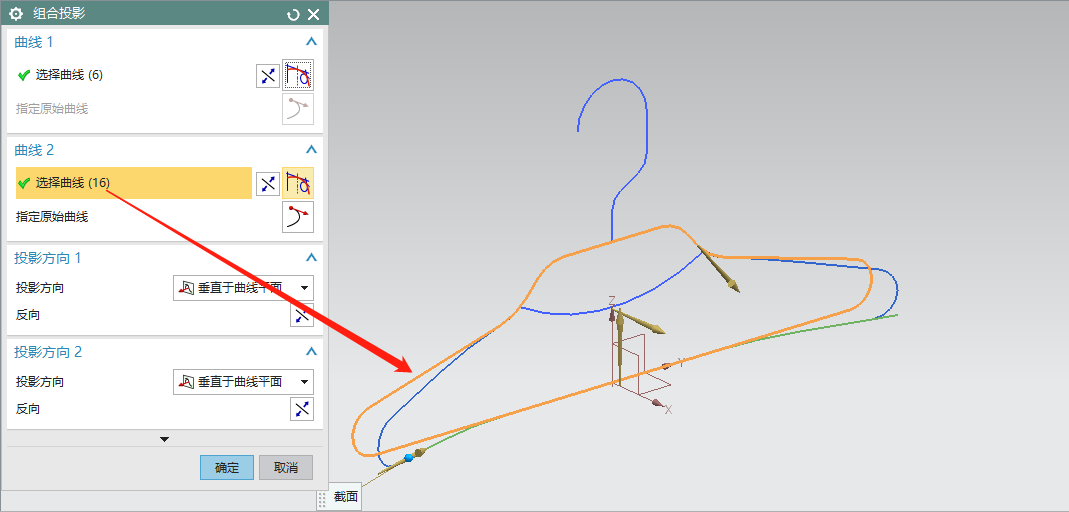 组合投影
曲线 1
选择曲线 (6)
指定原始曲线
曲线 2
选择曲线 (16)
指定原始曲线
投影方向 1
投影方向
垂直于曲线平面
反向
投影方向 2
投影方向
垂直于曲线平面
反向
确定
取消
截面
Z
Y
X